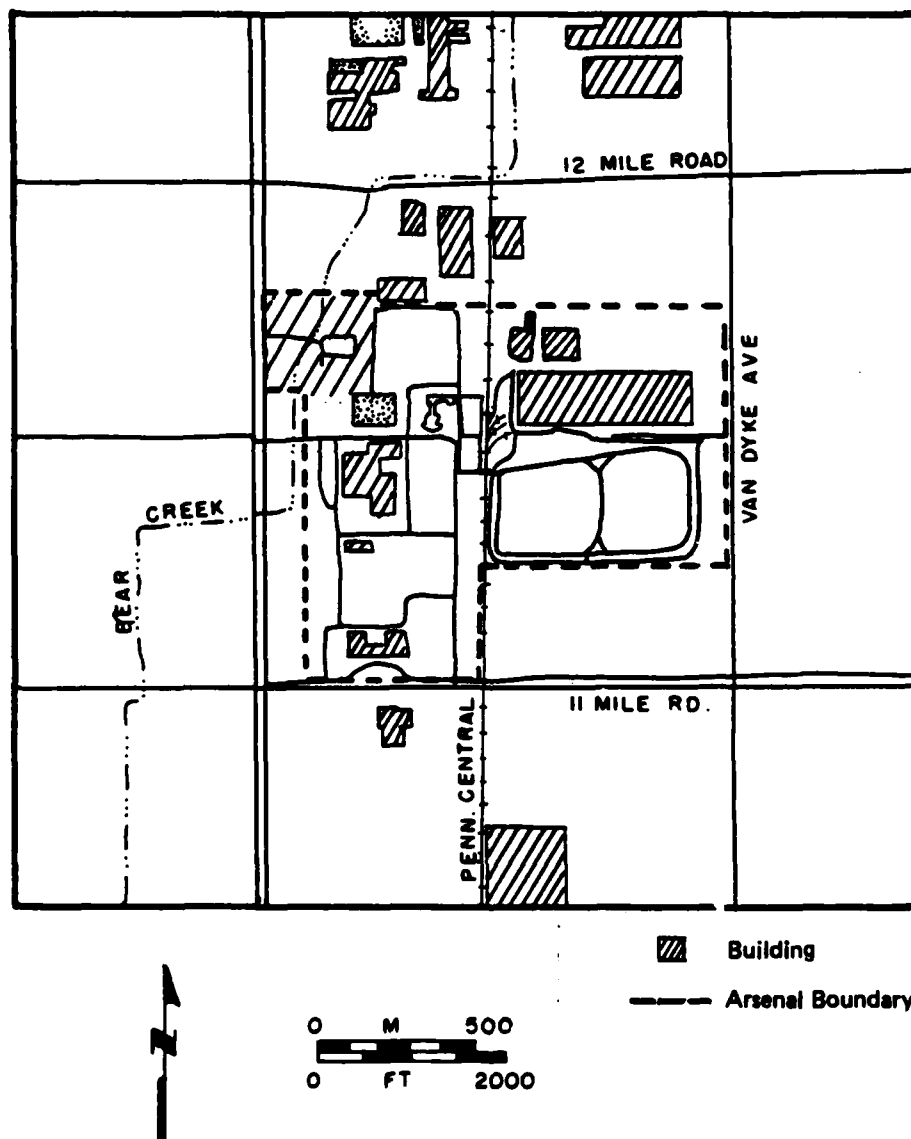 12 MILE ROAD
VAN DYKE AVE
CREEK
BEAR
11 MILE RD.
PENN. CENTRAL
Building
Arsenal Boundary
N
0 M 500
0 FT 2000